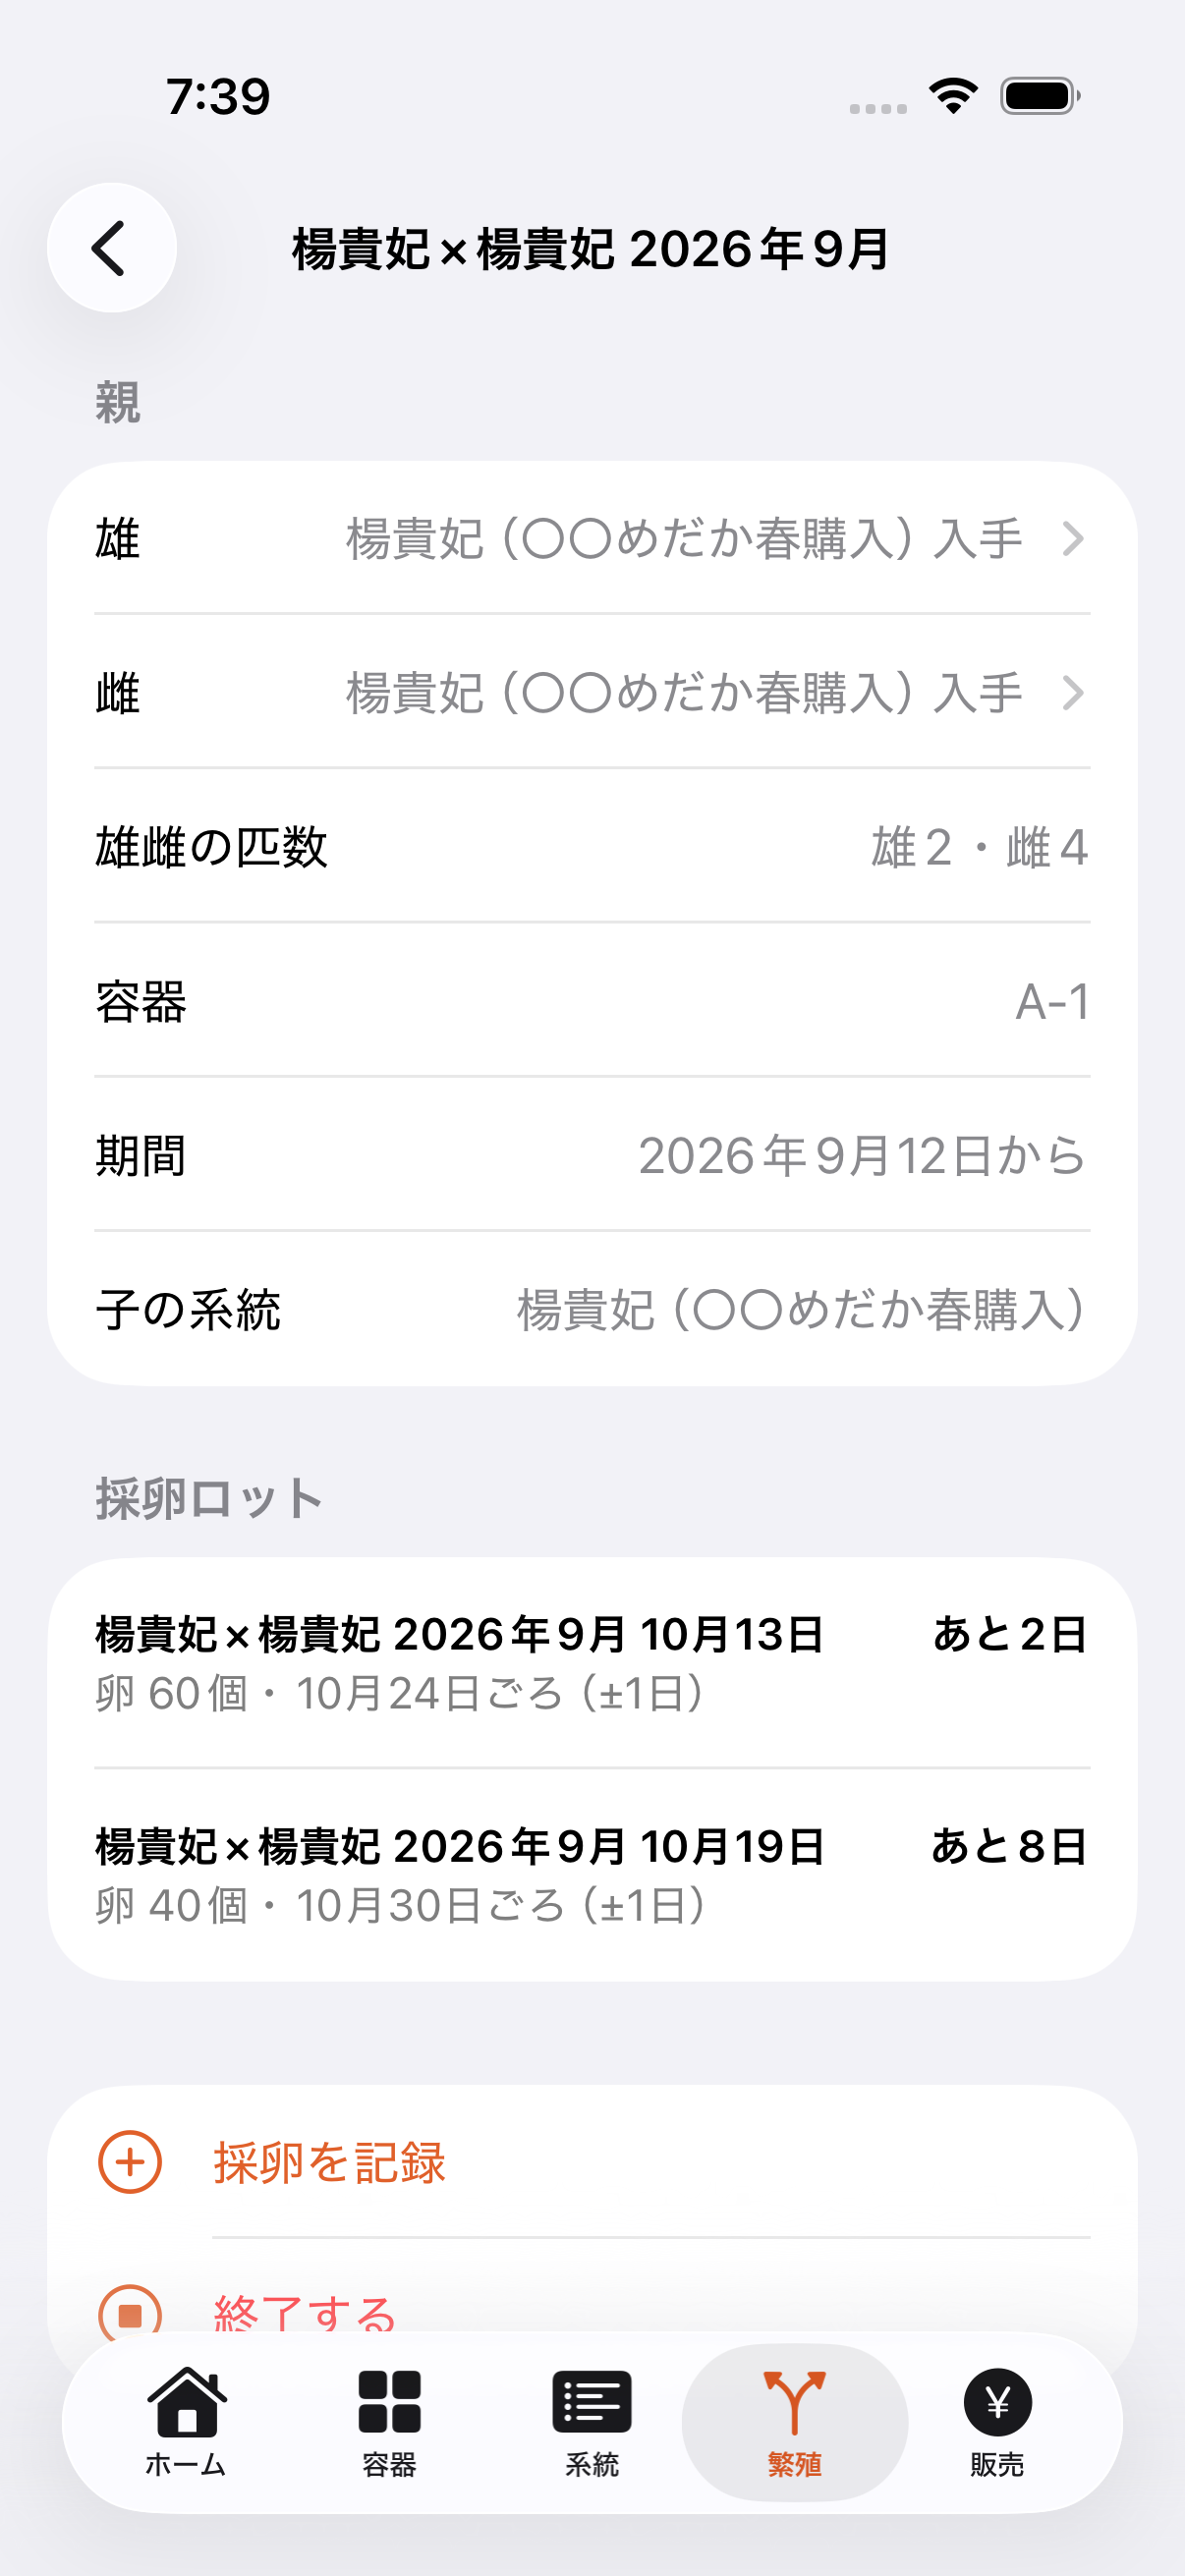 7:39
楊貴妃×楊貴妃 2026年9月
親
雄 楊貴妃（〇〇めだか春購入）入手
雌 楊貴妃（〇〇めだか春購入）入手
雄雌の匹数 雄2・雌4
容器 A-1
期間 2026年9月12日から
子の系統 楊貴妃（〇〇めだか春購入）
採卵ロット
楊貴妃×楊貴妃 2026年9月 10月13日 あと2日
卵 60個・10月24日ごろ（±1日）
楊貴妃×楊貴妃 2026年9月 10月19日 あと8日
卵 40個・10月30日ごろ（±1日）
採卵を記録
終了する
ホーム 容器 系統 繁殖 販売